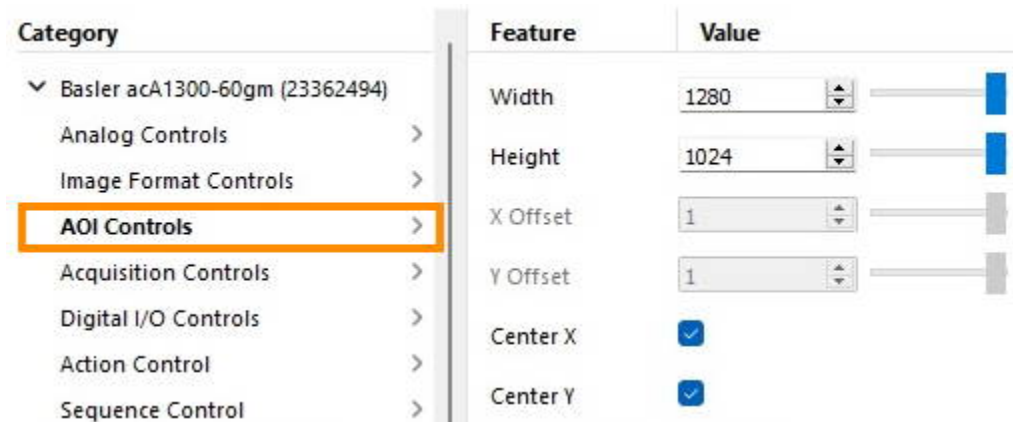 Category
Basler acA1300-60gm (23362494)
Analog Controls
Image Format Controls
AOI Controls
Acquisition Controls
Digital I/O Controls
Action Control
Sequence Control
Feature Value
Width 1280
Height 1024
X Offset 1
Y Offset 1
Center X
Center Y